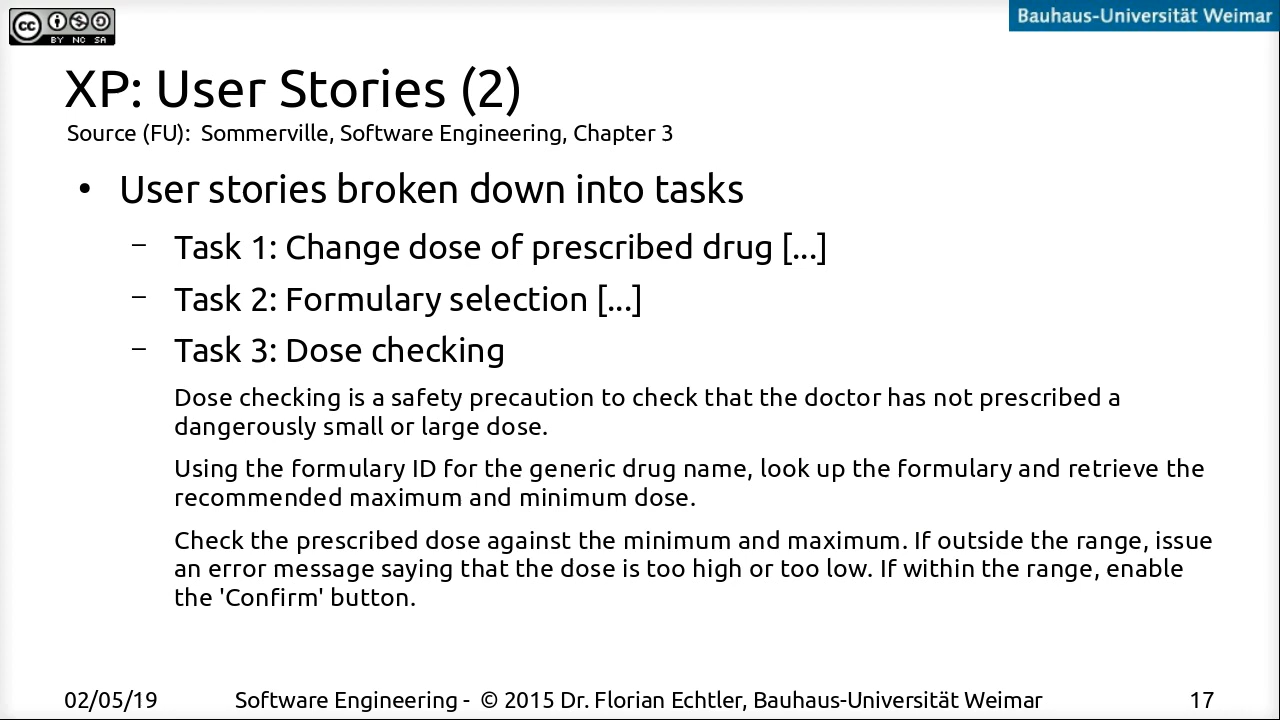 cc BY NC SA
Bauhaus-Universität Weimar
XP: User Stories (2)
Source (FU):  Sommerville, Software Engineering, Chapter 3
• User stories broken down into tasks
– Task 1: Change dose of prescribed drug [...]
– Task 2: Formulary selection [...]
– Task 3: Dose checking
Dose checking is a safety precaution to check that the doctor has not prescribed a
dangerously small or large dose.
Using the formulary ID for the generic drug name, look up the formulary and retrieve the
recommended maximum and minimum dose.
Check the prescribed dose against the minimum and maximum. If outside the range, issue
an error message saying that the dose is too high or too low. If within the range, enable
the 'Confirm' button.
02/05/19 Software Engineering - © 2015 Dr. Florian Echtler, Bauhaus-Universität Weimar 17